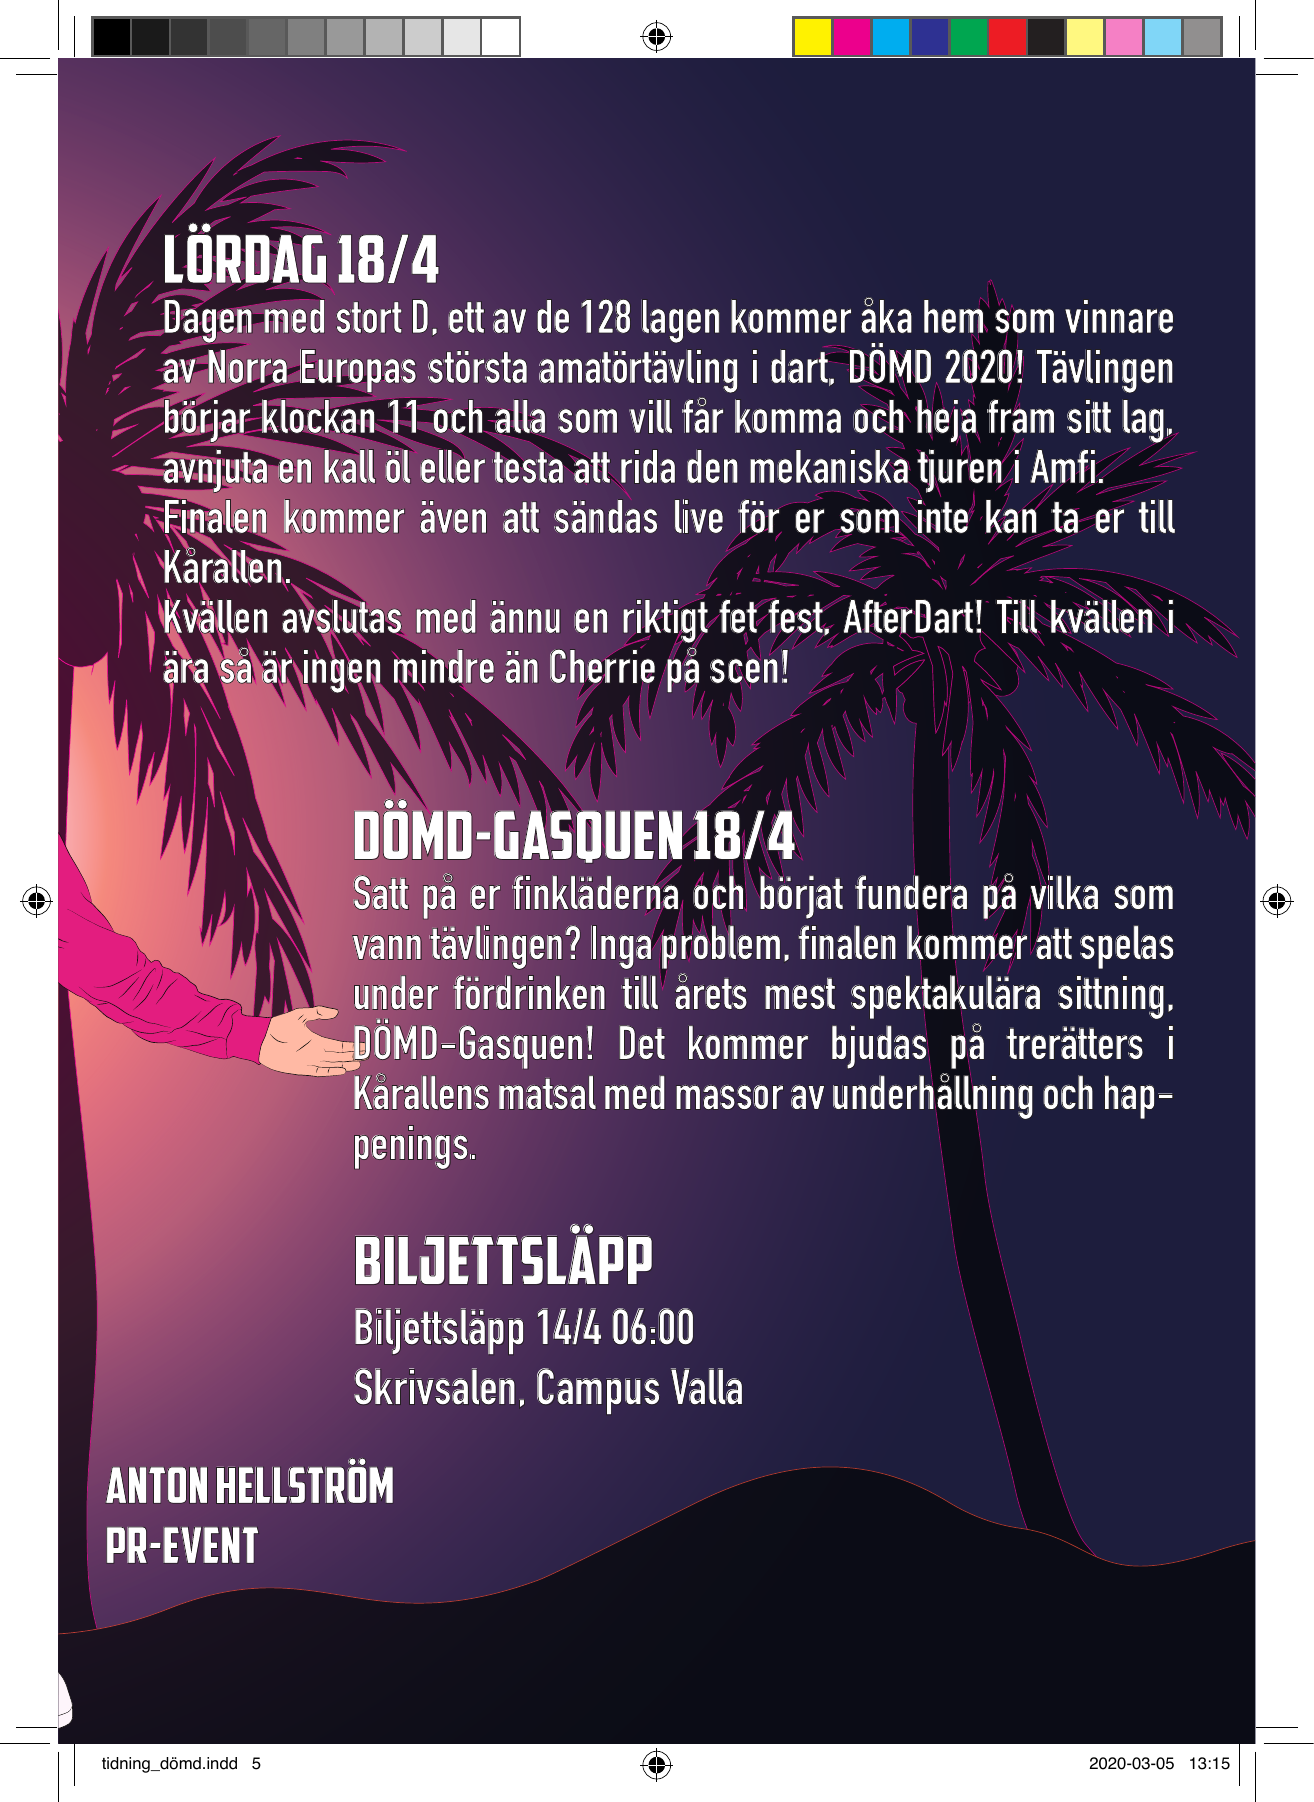 LÖRDAG 18/4
Dagen med stort D, ett av de 128 lagen kommer åka hem som vinnare
av Norra Europas största amatörtävling i dart, DÖMD 2020! Tävlingen
börjar klockan 11 och alla som vill får komma och heja fram sitt lag,
avnjuta en kall öl eller testa att rida den mekaniska tjuren i Amfi.
Finalen kommer även att sändas live för er som inte kan ta er till
Kårallen.
Kvällen avslutas med ännu en riktigt fet fest, AfterDart! Till kvällen i
ära så är ingen mindre än Cherrie på scen!
DÖMD-GASQUEN 18/4
Satt på er finkläderna och börjat fundera på vilka som
vann tävlingen? Inga problem, finalen kommer att spelas
under fördrinken till årets mest spektakulära sittning,
DÖMD-Gasquen! Det kommer bjudas på trerätters i
Kårallens matsal med massor av underhållning och hap-
penings.
BILJETTSLÄPP
Biljettsläpp 14/4 06:00
Skrivsalen, Campus Valla
ANTON HELLSTRÖM
PR-EVENT
tidning_dömd.indd 5
2020-03-05 13:15